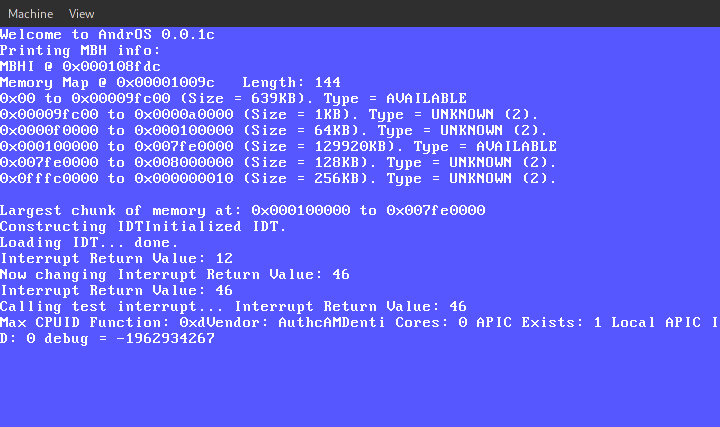 Machine View
Welcome to AndrOS 0.0.1c
Printing MBH info:
MBHI @ 0x000108fdc
Memory Map @ 0x00001009c   Length: 144
0x00 to 0x00009fc00 (Size = 639KB). Type = AVAILABLE
0x00009fc00 to 0x0000a0000 (Size = 1KB). Type = UNKNOWN (2).
0x0000f0000 to 0x000100000 (Size = 64KB). Type = UNKNOWN (2).
0x000100000 to 0x007fe0000 (Size = 129920KB). Type = AVAILABLE
0x007fe0000 to 0x008000000 (Size = 128KB). Type = UNKNOWN (2).
0x0fffc0000 to 0x000000010 (Size = 256KB). Type = UNKNOWN (2).
Largest chunk of memory at: 0x000100000 to 0x007fe0000
Constructing IDTInitialized IDT.
Loading IDT... done.
Interrupt Return Value: 12
Now changing Interrupt Return Value: 46
Interrupt Return Value: 46
Calling test interrupt... Interrupt Return Value: 46
Max CPUID Function: 0xdVendor: AuthcAMDenti Cores: 0 APIC Exists: 1 Local APIC I
D: 0 debug = -1962934267